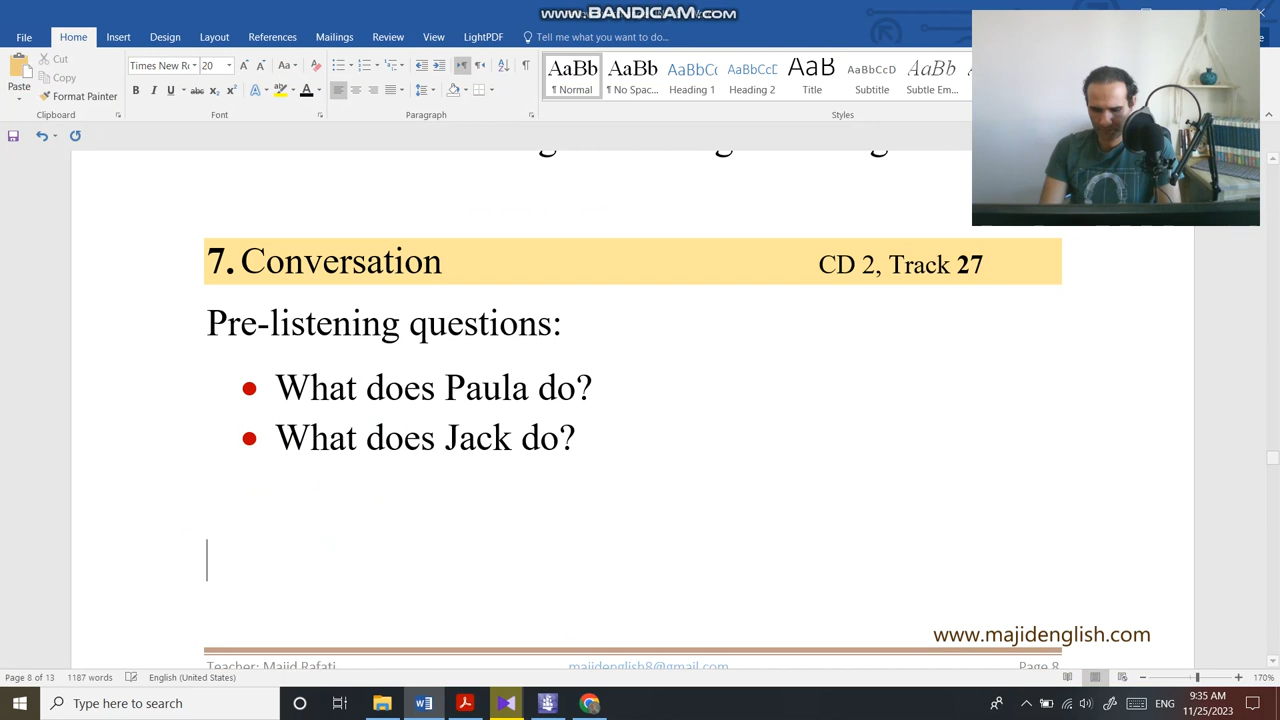 www.BANDICAM.com
File Home Insert Design Layout References Mailings Review View LightPDF Tell me what you want to do...
Cut
Copy
Format Painter
Paste
Times New Ro 20
B I U abc X₂ X²
AaBb AaBb AaBbCc AaBbCcD AaB AaBbCcD AaBbCc
¶ Normal ¶ No Spac... Heading 1 Heading 2 Title Subtitle Subtle Em...
Clipboard Font Paragraph Styles
7. Conversation CD 2, Track 27
Pre-listening questions:
• What does Paula do?
• What does Jack do?
www.majidenglish.com
Teacher: Majid Rafati majidenglish8@gmail.com Page 8
Page 8 of 13 1187 words English (United States) 170%
Type here to search
ENG
9:35 AM
11/25/2023